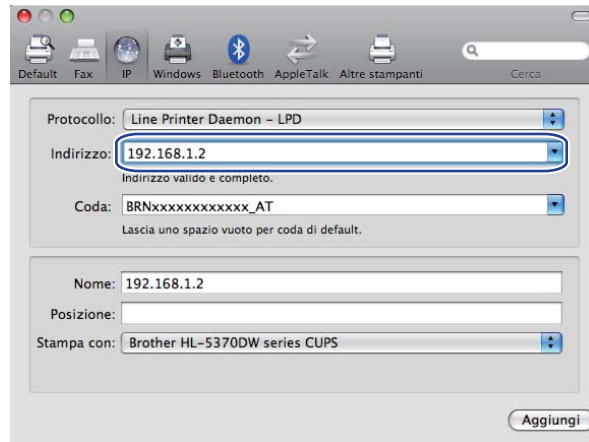 Default Fax IP Windows Bluetooth AppleTalk Altre stampanti Cerca
Protocollo: Line Printer Daemon – LPD
Indirizzo: 192.168.1.2
Indirizzo valido e completo.
Coda: BRNxxxxxxxxxxxx_AT
Lascia uno spazio vuoto per coda di default.
Nome: 192.168.1.2
Posizione:
Stampa con: Brother HL-5370DW series CUPS
Aggiungi